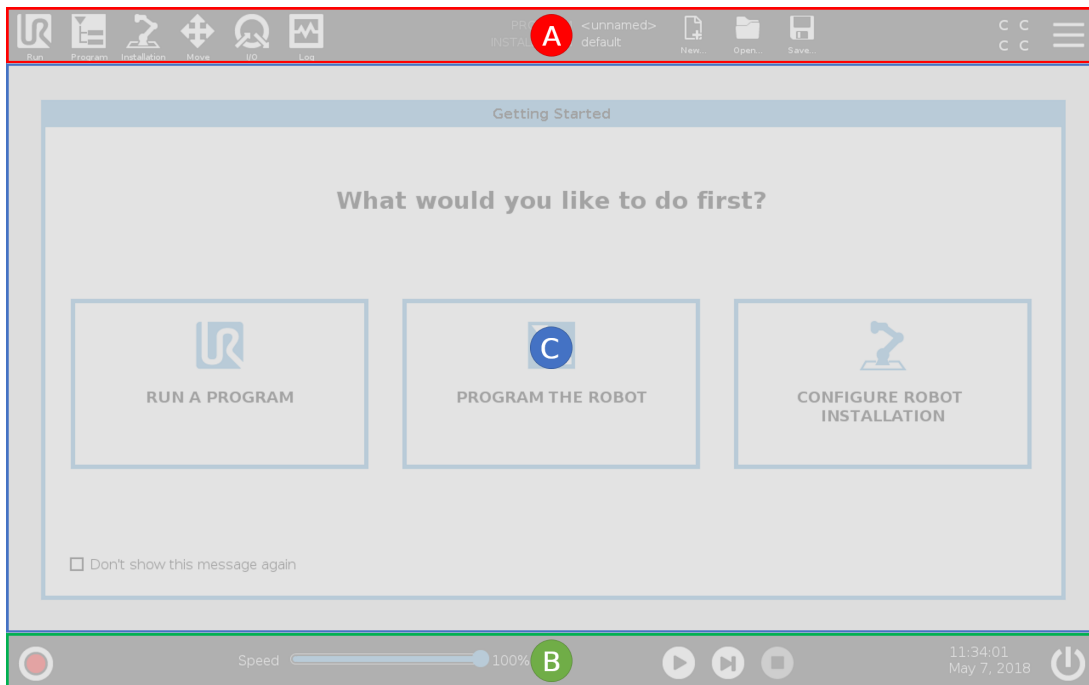 PRO A <unnamed>
INSTA default
Run Program Installation Move I/O Log
New... Open... Save...
C C
C C
Getting Started
What would you like to do first?
C
RUN A PROGRAM
PROGRAM THE ROBOT
CONFIGURE ROBOT
INSTALLATION
Don't show this message again
Speed 100% B
11:34:01
May 7, 2018